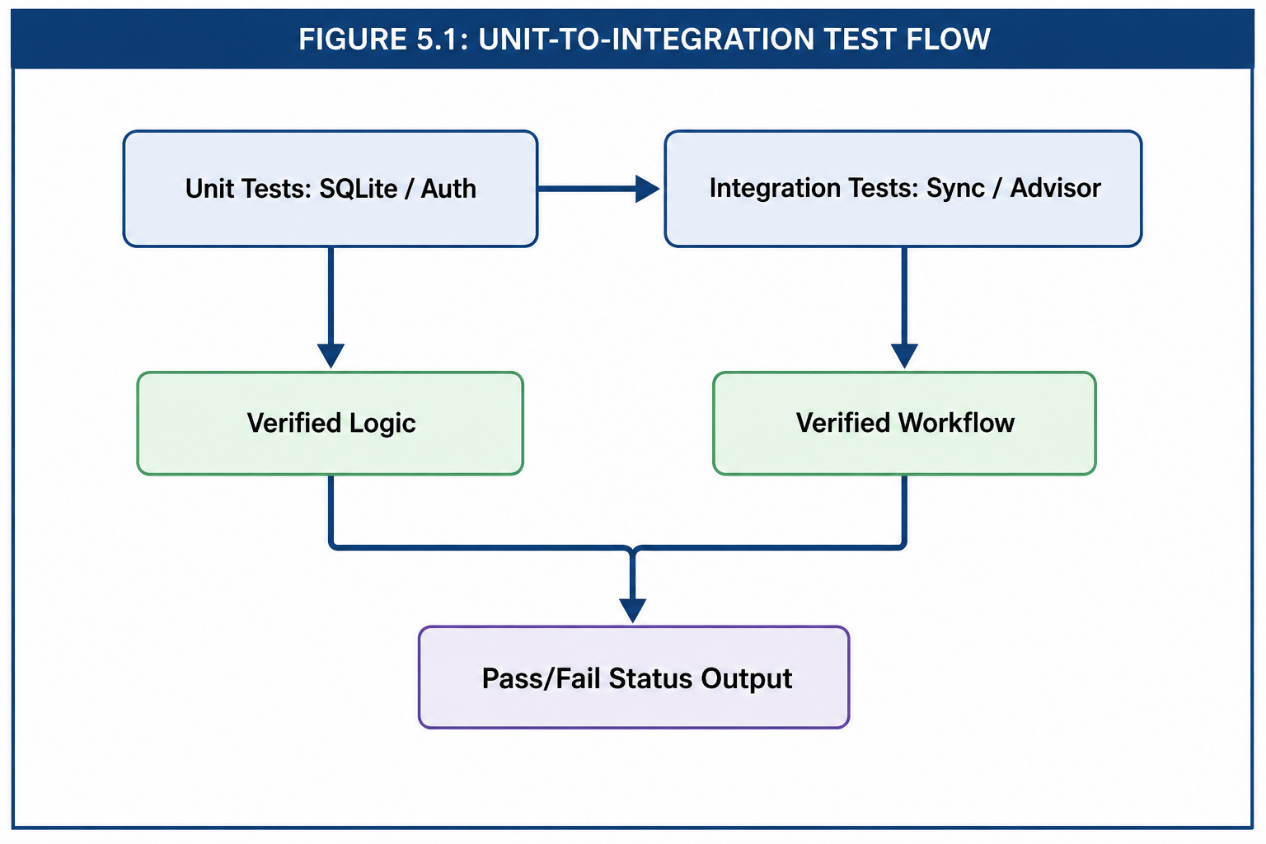 FIGURE 5.1: UNIT-TO-INTEGRATION TEST FLOW
Unit Tests: SQLite / Auth
Integration Tests: Sync / Advisor
Verified Logic
Verified Workflow
Pass/Fail Status Output